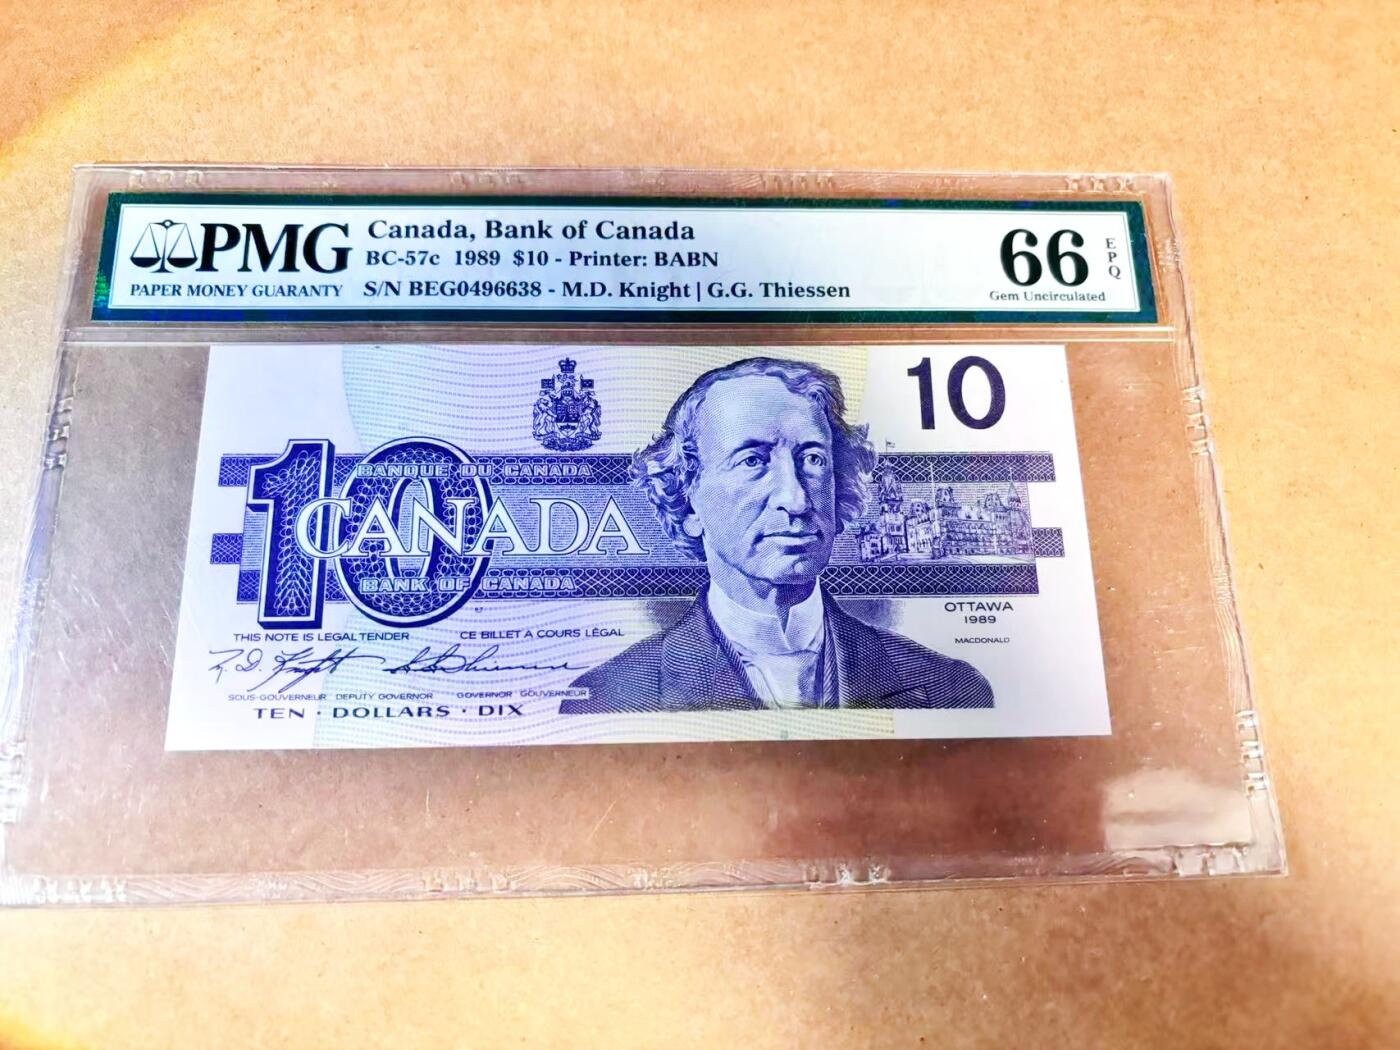 PMG
PAPER MONEY GUARANTY
Canada, Bank of Canada
BC-57c 1989 $10 - Printer: BABN
S/N BEG0496638 - M.D. Knight | G.G. Thiessen
66
EPQ
Gem Uncirculated
10
10
BANQUE DU CANADA
CANADA
BANK OF CANADA
OTTAWA
1989
MACDONALD
THIS NOTE IS LEGAL TENDER CE BILLET A COURS LÉGAL
SOUS-GOUVERNEUR DEPUTY GOVERNOR GOVERNOR GOUVERNEUR
TEN · DOLLARS · DIX